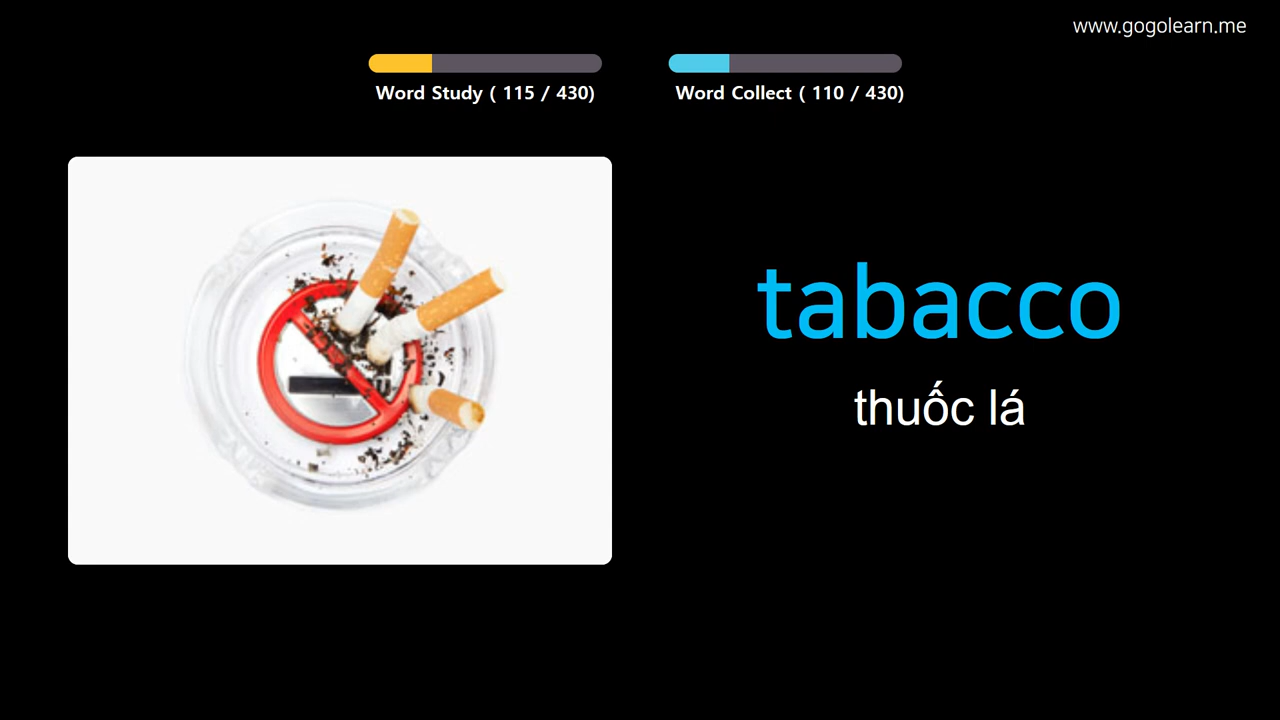 www.gogolearn.me
Word Study ( 115 / 430)
Word Collect ( 110 / 430)
tabacco
thuốc lá